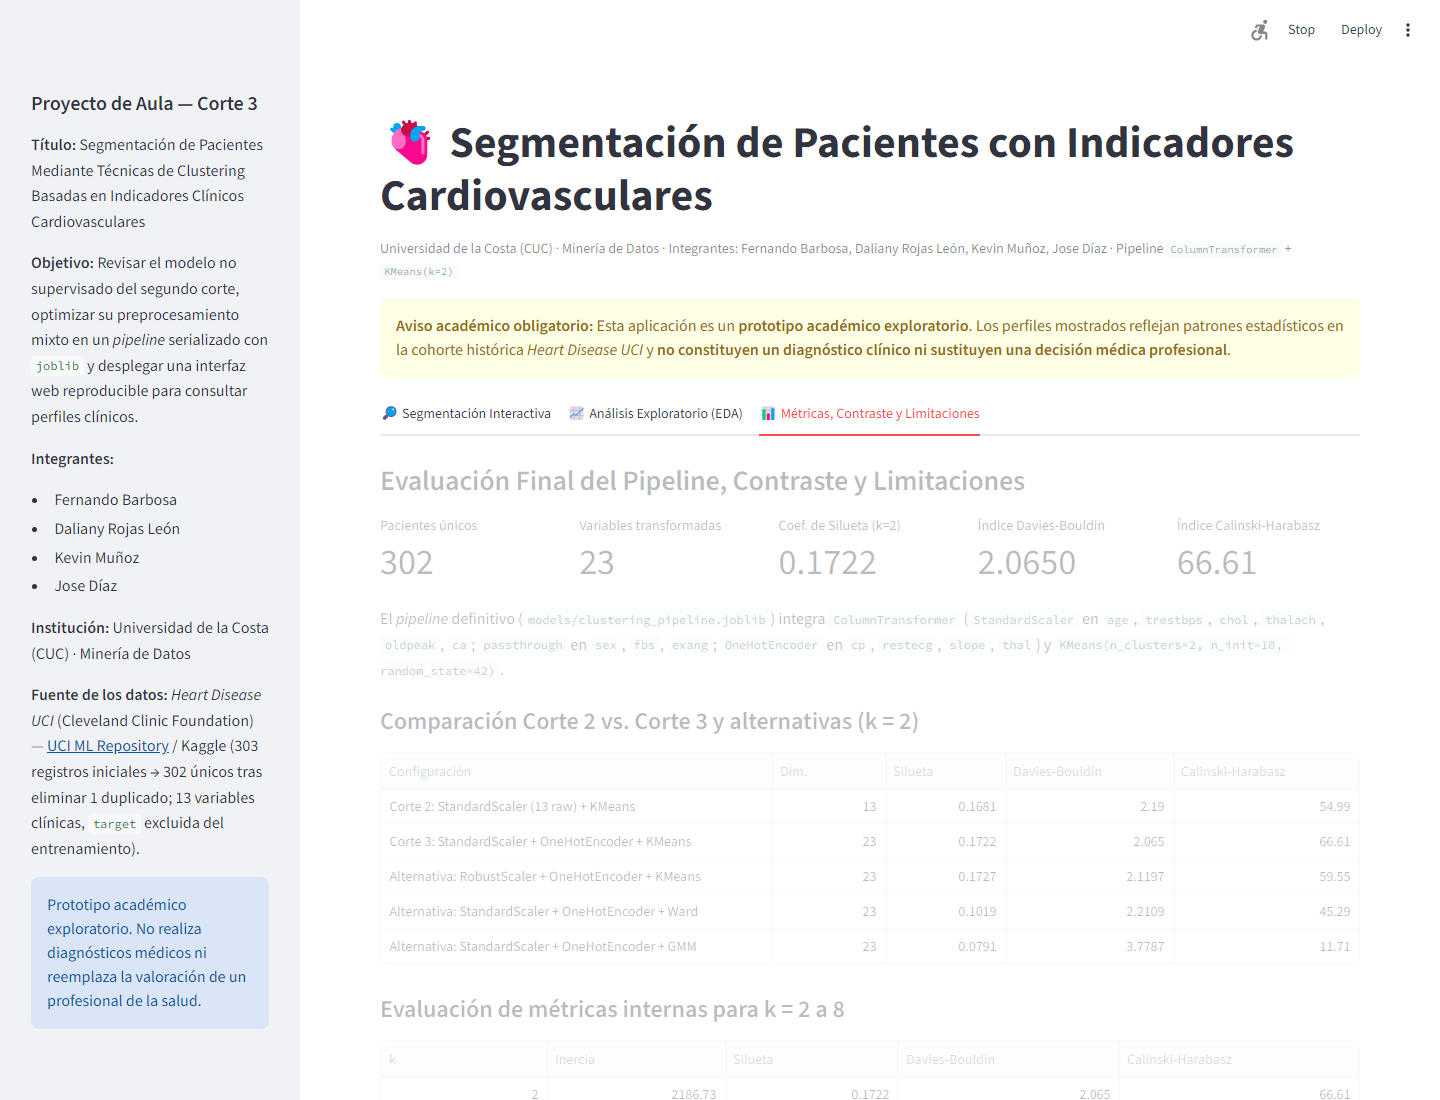 Stop
Deploy
Proyecto de Aula — Corte 3
Título: Segmentación de Pacientes
Mediante Técnicas de Clustering
Basadas en Indicadores Clínicos
Cardiovasculares
Objetivo: Revisar el modelo no
supervisado del segundo corte,
optimizar su preprocesamiento
mixto en un pipeline serializado con
joblib y desplegar una interfaz
web reproducible para consultar
perfiles clínicos.
Integrantes:
• Fernando Barbosa
• Daliany Rojas León
• Kevin Muñoz
• Jose Díaz
Institución: Universidad de la Costa
(CUC) · Minería de Datos
Fuente de los datos: Heart Disease
UCI (Cleveland Clinic Foundation)
— UCI ML Repository / Kaggle (303
registros iniciales → 302 únicos tras
eliminar 1 duplicado; 13 variables
clínicas, target excluida del
entrenamiento).
Prototipo académico
exploratorio. No realiza
diagnósticos médicos ni
reemplaza la valoración de un
profesional de la salud.
Segmentación de Pacientes con Indicadores
Cardiovasculares
Universidad de la Costa (CUC) · Minería de Datos · Integrantes: Fernando Barbosa, Daliany Rojas León, Kevin Muñoz, Jose Díaz · Pipeline ColumnTransformer +
KMeans(k=2)
Aviso académico obligatorio: Esta aplicación es un prototipo académico exploratorio. Los perfiles mostrados reflejan patrones estadísticos en
la cohorte histórica Heart Disease UCI y no constituyen un diagnóstico clínico ni sustituyen una decisión médica profesional.
Segmentación Interactiva Análisis Exploratorio (EDA) Métricas, Contraste y Limitaciones
Evaluación Final del Pipeline, Contraste y Limitaciones
Pacientes únicos Variables transformadas Coef. de Silueta (k=2) Índice Davies-Bouldin Índice Calinski-Harabasz
302 23 0.1722 2.0650 66.61
El pipeline definitivo ( models/clustering_pipeline.joblib ) integra ColumnTransformer ( StandardScaler en age , trestbps , chol , thalach ,
oldpeak , ca ; passthrough en sex , fbs , exang ; OneHotEncoder en cp , restecg , slope , thal ) y KMeans(n_clusters=2, n_init=10,
random_state=42) .
Comparación Corte 2 vs. Corte 3 y alternativas (k = 2)
Configuración Dim. Silueta Davies-Bouldin Calinski-Harabasz
Corte 2: StandardScaler (13 raw) + KMeans 13 0.1681 2.19 54.99
Corte 3: StandardScaler + OneHotEncoder + KMeans 23 0.1722 2.065 66.61
Alternativa: RobustScaler + OneHotEncoder + KMeans 23 0.1727 2.1197 59.55
Alternativa: StandardScaler + OneHotEncoder + Ward 23 0.1019 2.2109 45.29
Alternativa: StandardScaler + OneHotEncoder + GMM 23 0.0791 3.7787 11.71
Evaluación de métricas internas para k = 2 a 8
k Inercia Silueta Davies-Bouldin Calinski-Harabasz
2 2186.73 0.1722 2.065 66.61